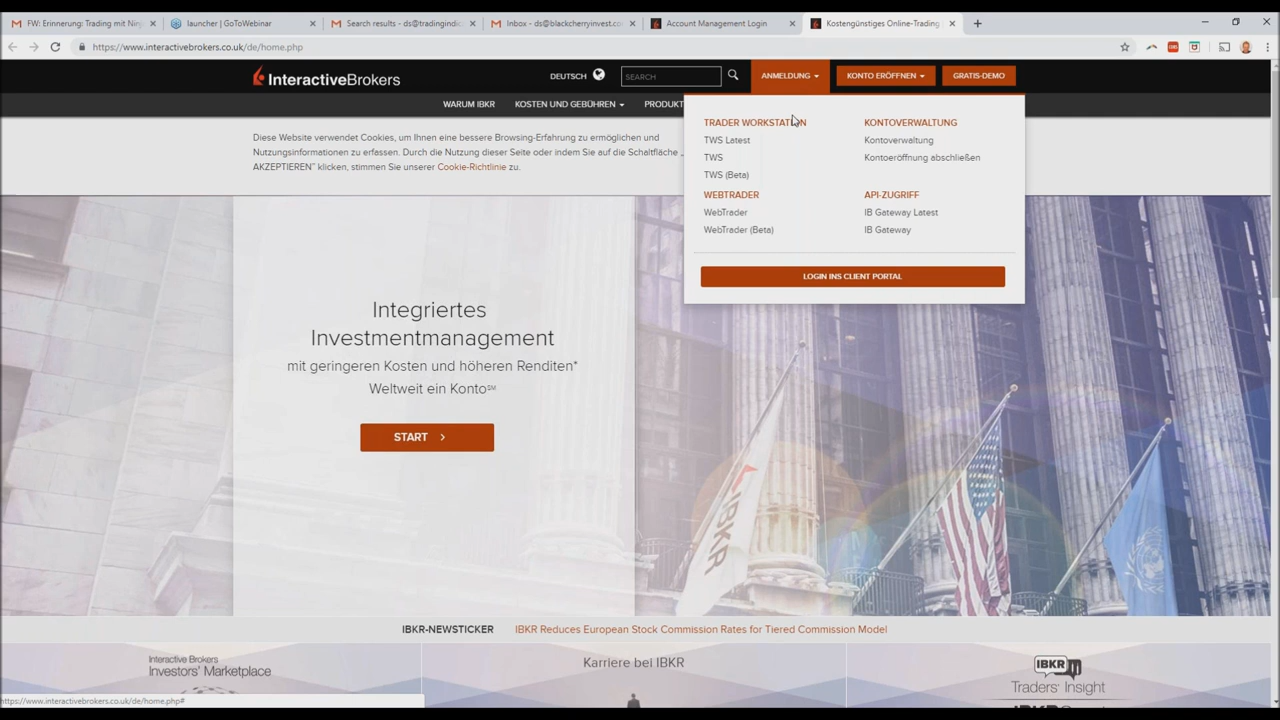 FW: Erinnerung: Trading mit Ninj
launcher | GoToWebinar
Search results - ds@tradingindic
Inbox - ds@blackcherryinvest.co
Account Management Login
Kostengünstiges Online-Trading
https://www.interactivebrokers.co.uk/de/home.php
InteractiveBrokers
DEUTSCH
SEARCH
ANMELDUNG
KONTO ERÖFFNEN
GRATIS-DEMO
WARUM IBKR
KOSTEN UND GEBÜHREN
PRODUKT
Diese Website verwendet Cookies, um Ihnen eine bessere Browsing-Erfahrung zu ermöglichen und
Nutzungsinformationen zu erfassen. Durch die Nutzung dieser Seite oder indem Sie auf die Schaltfläche „
AKZEPTIEREN" klicken, stimmen Sie unserer Cookie-Richtlinie zu.
TRADER WORKSTATION
TWS Latest
TWS
TWS (Beta)
WEBTRADER
WebTrader
WebTrader (Beta)
KONTOVERWALTUNG
Kontoverwaltung
Kontoeröffnung abschließen
API-ZUGRIFF
IB Gateway Latest
IB Gateway
LOGIN INS CLIENT PORTAL
Integriertes
Investmentmanagement
mit geringeren Kosten und höheren Renditen*
Weltweit ein Konto℠
START
IBKR
IBKR-NEWSTICKER
IBKR Reduces European Stock Commission Rates for Tiered Commission Model
Interactive Brokers
Investors' Marketplace
Karriere bei IBKR
IBKR
Traders' Insight
https://www.interactivebrokers.co.uk/de/home.php#